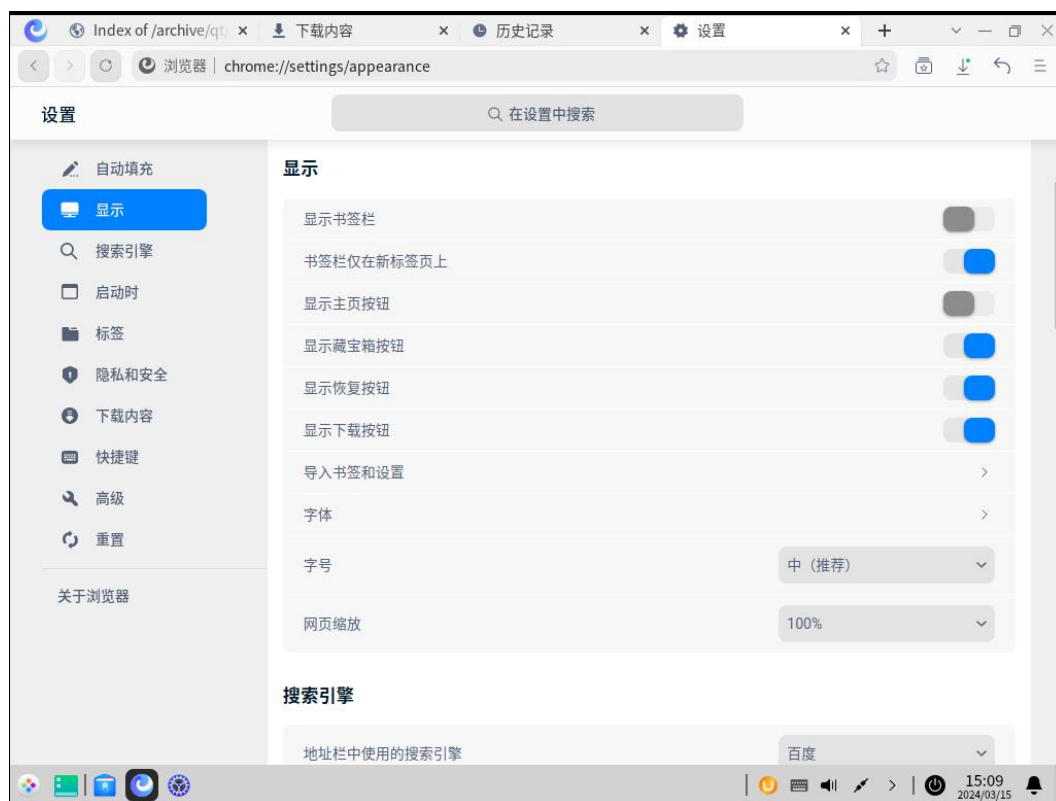 Index of /archive/qt/
下载内容
历史记录
设置
浏览器 | chrome://settings/appearance
设置
在设置中搜索
自动填充
显示
搜索引擎
启动时
标签
隐私和安全
下载内容
快捷键
高级
重置
关于浏览器
显示
显示书签栏
书签栏仅在新标签页上
显示主页按钮
显示藏宝箱按钮
显示恢复按钮
显示下载按钮
导入书签和设置
字体
字号 中（推荐）
网页缩放 100%
搜索引擎
地址栏中使用的搜索引擎 百度
15:09
2024/03/15